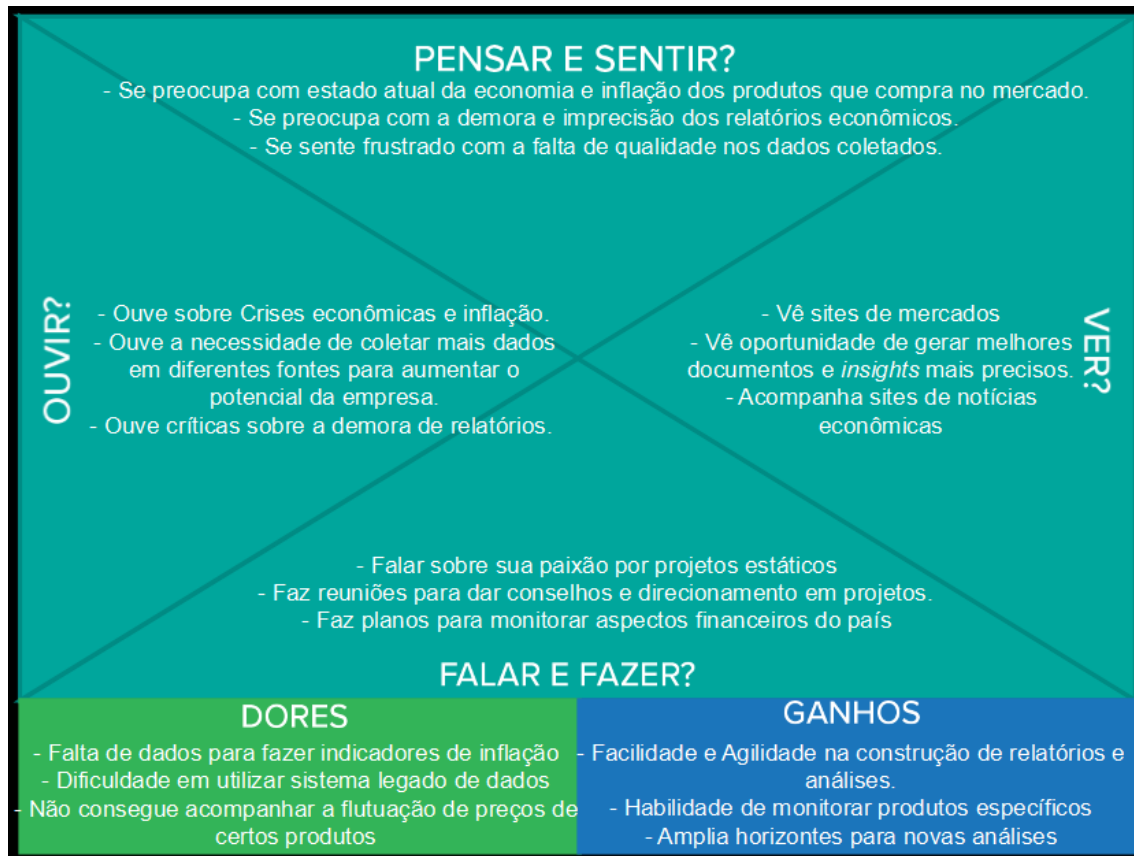 PENSAR E SENTIR?
- Se preocupa com estado atual da economia e inflação dos produtos que compra no mercado.
- Se preocupa com a demora e imprecisão dos relatórios econômicos.
- Se sente frustrado com a falta de qualidade nos dados coletados.
OUVIR?
- Ouve sobre Crises econômicas e inflação.
- Ouve a necessidade de coletar mais dados
em diferentes fontes para aumentar o
potencial da empresa.
- Ouve críticas sobre a demora de relatórios.
VER?
- Vê sites de mercados
- Vê oportunidade de gerar melhores
documentos e insights mais precisos.
- Acompanha sites de notícias
econômicas
- Falar sobre sua paixão por projetos estáticos
- Faz reuniões para dar conselhos e direcionamento em projetos.
- Faz planos para monitorar aspectos financeiros do país
FALAR E FAZER?
DORES
- Falta de dados para fazer indicadores de inflação
- Dificuldade em utilizar sistema legado de dados
- Não consegue acompanhar a flutuação de preços de
certos produtos
GANHOS
- Facilidade e Agilidade na construção de relatórios e
análises.
- Habilidade de monitorar produtos específicos
- Amplia horizontes para novas análises